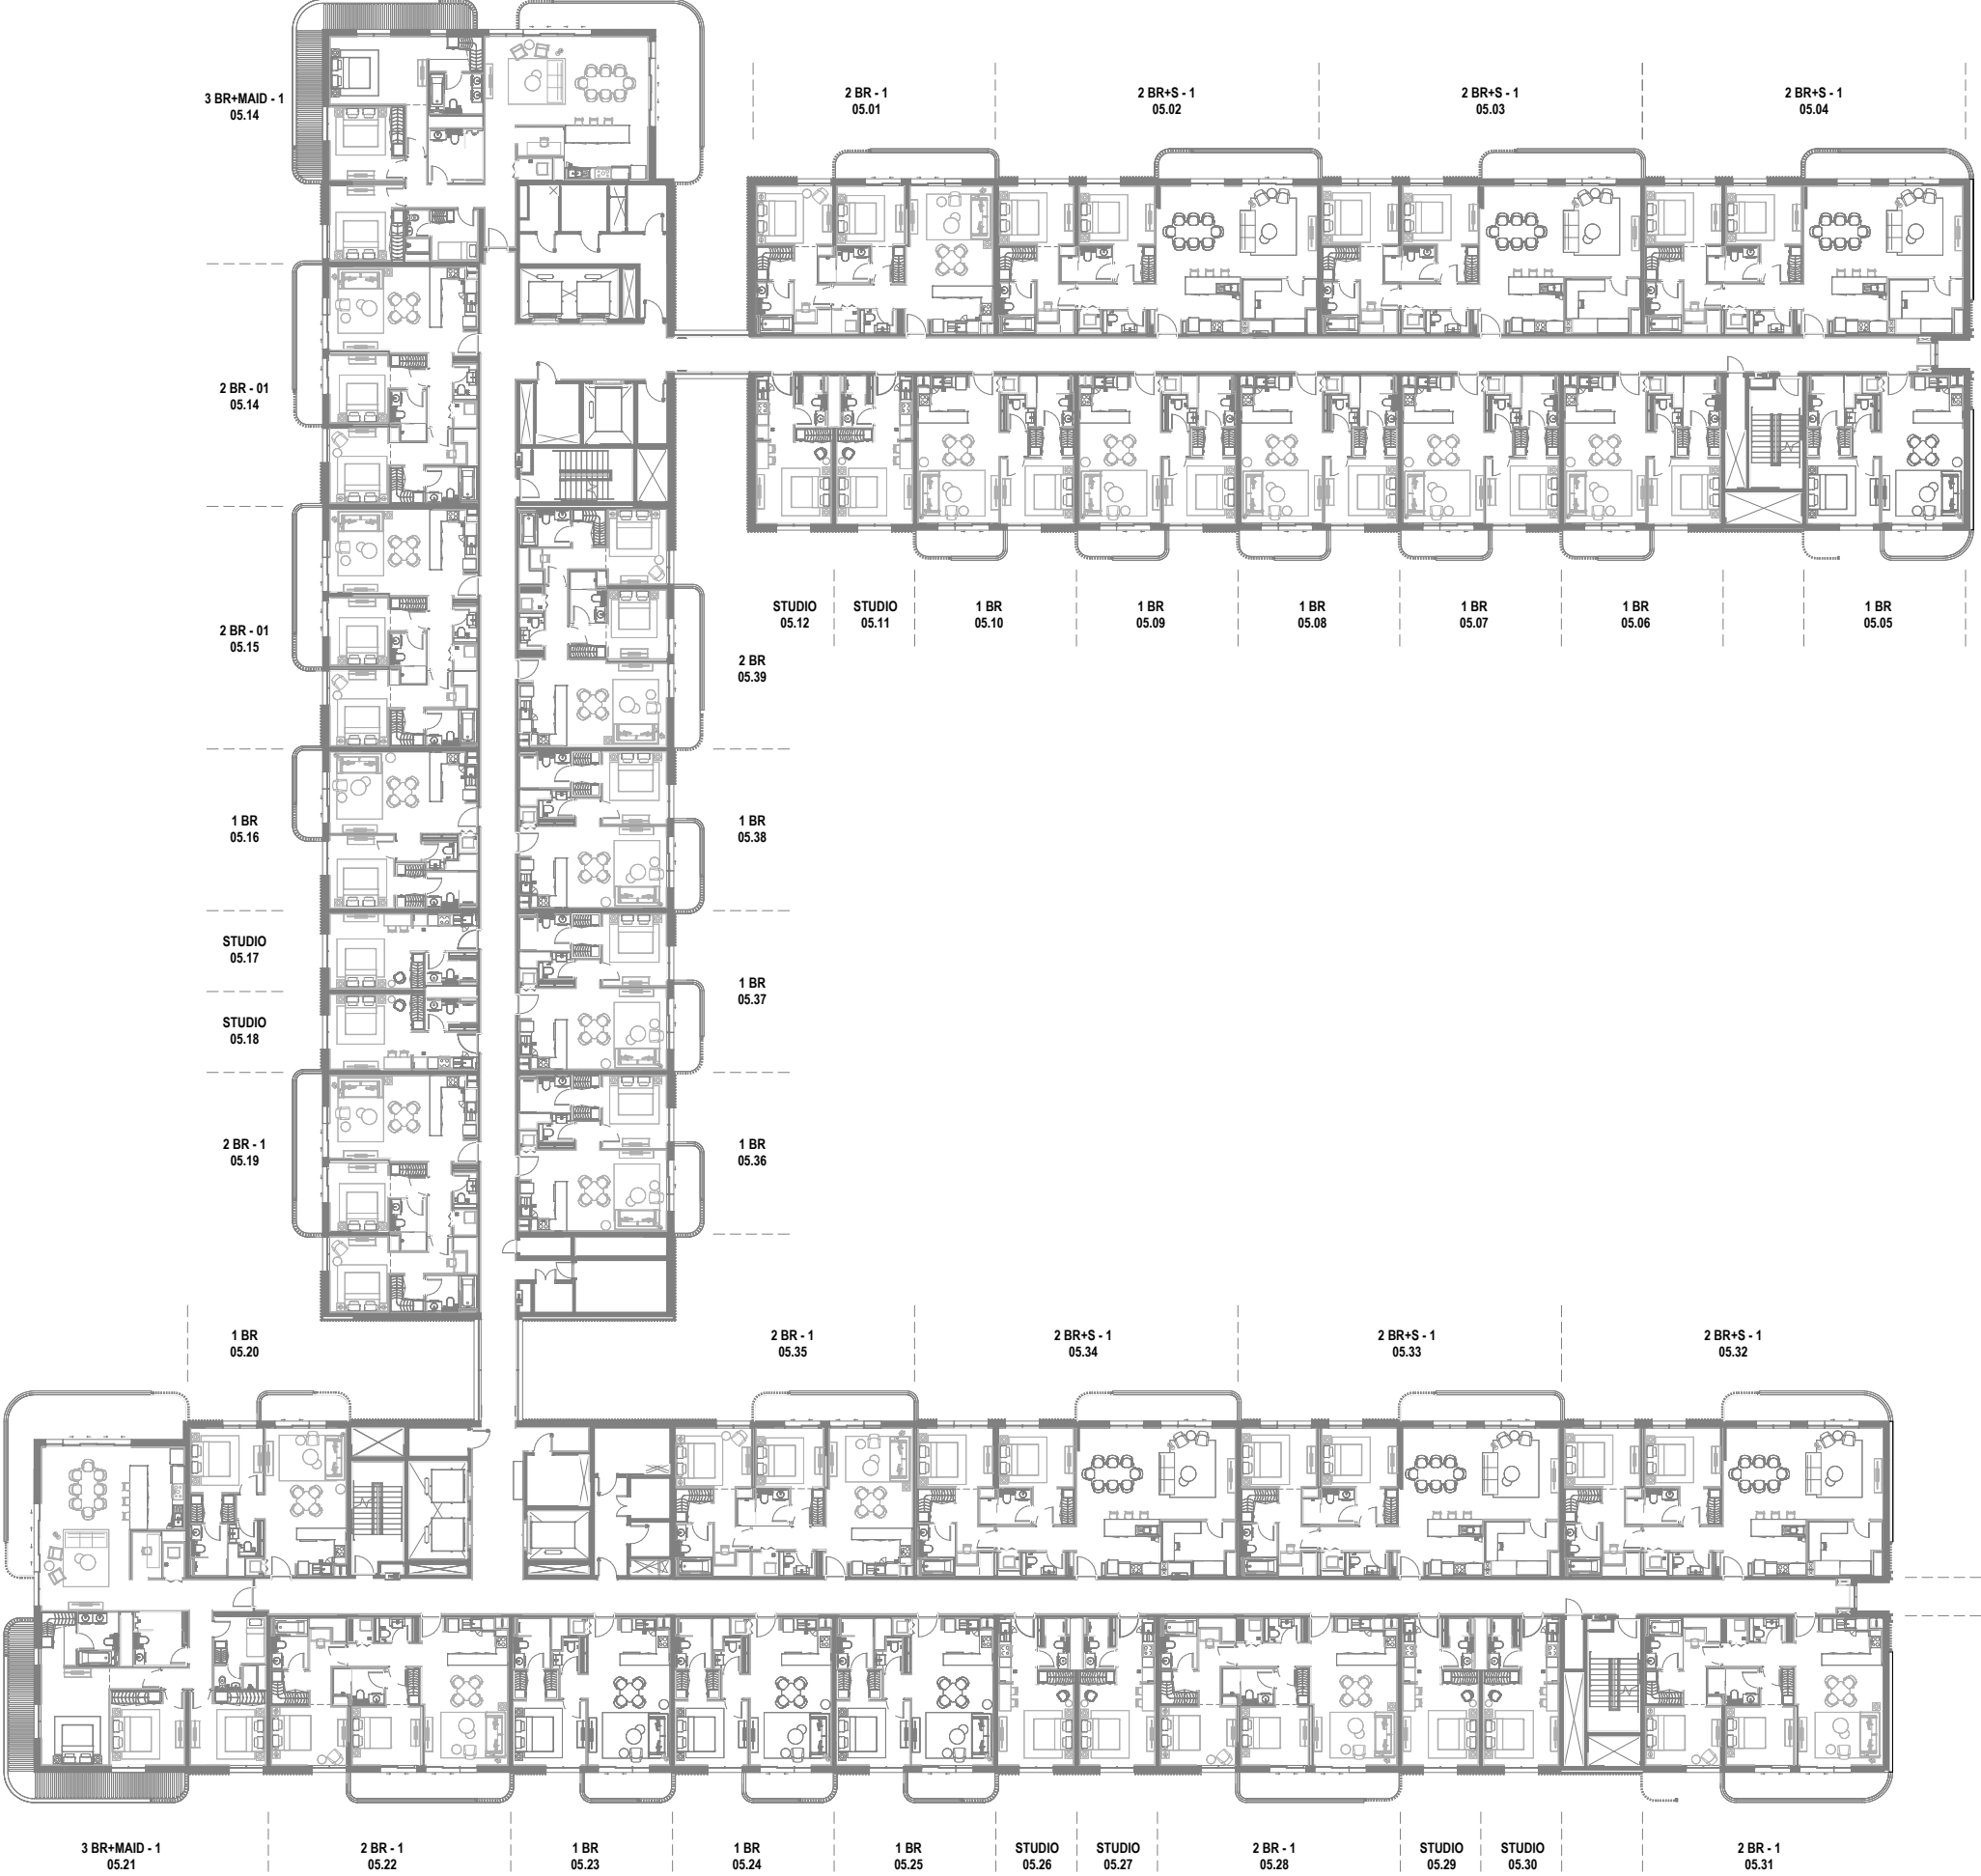 3 BR+MAID - 1
05.14
2 BR - 1
05.01
2 BR+S - 1
05.02
2 BR+S - 1
05.03
2 BR+S - 1
05.04
2 BR - 01
05.14
STUDIO
05.12
STUDIO
05.11
1 BR
05.10
1 BR
05.09
1 BR
05.08
1 BR
05.07
1 BR
05.06
1 BR
05.05
2 BR - 01
05.15
2 BR
05.39
1 BR
05.16
1 BR
05.38
STUDIO
05.17
1 BR
05.37
STUDIO
05.18
2 BR - 1
05.19
1 BR
05.36
1 BR
05.20
2 BR - 1
05.35
2 BR+S - 1
05.34
2 BR+S - 1
05.33
2 BR+S - 1
05.32
3 BR+MAID - 1
05.21
2 BR - 1
05.22
1 BR
05.23
1 BR
05.24
1 BR
05.25
STUDIO
05.26
STUDIO
05.27
2 BR - 1
05.28
STUDIO
05.29
STUDIO
05.30
2 BR - 1
05.31